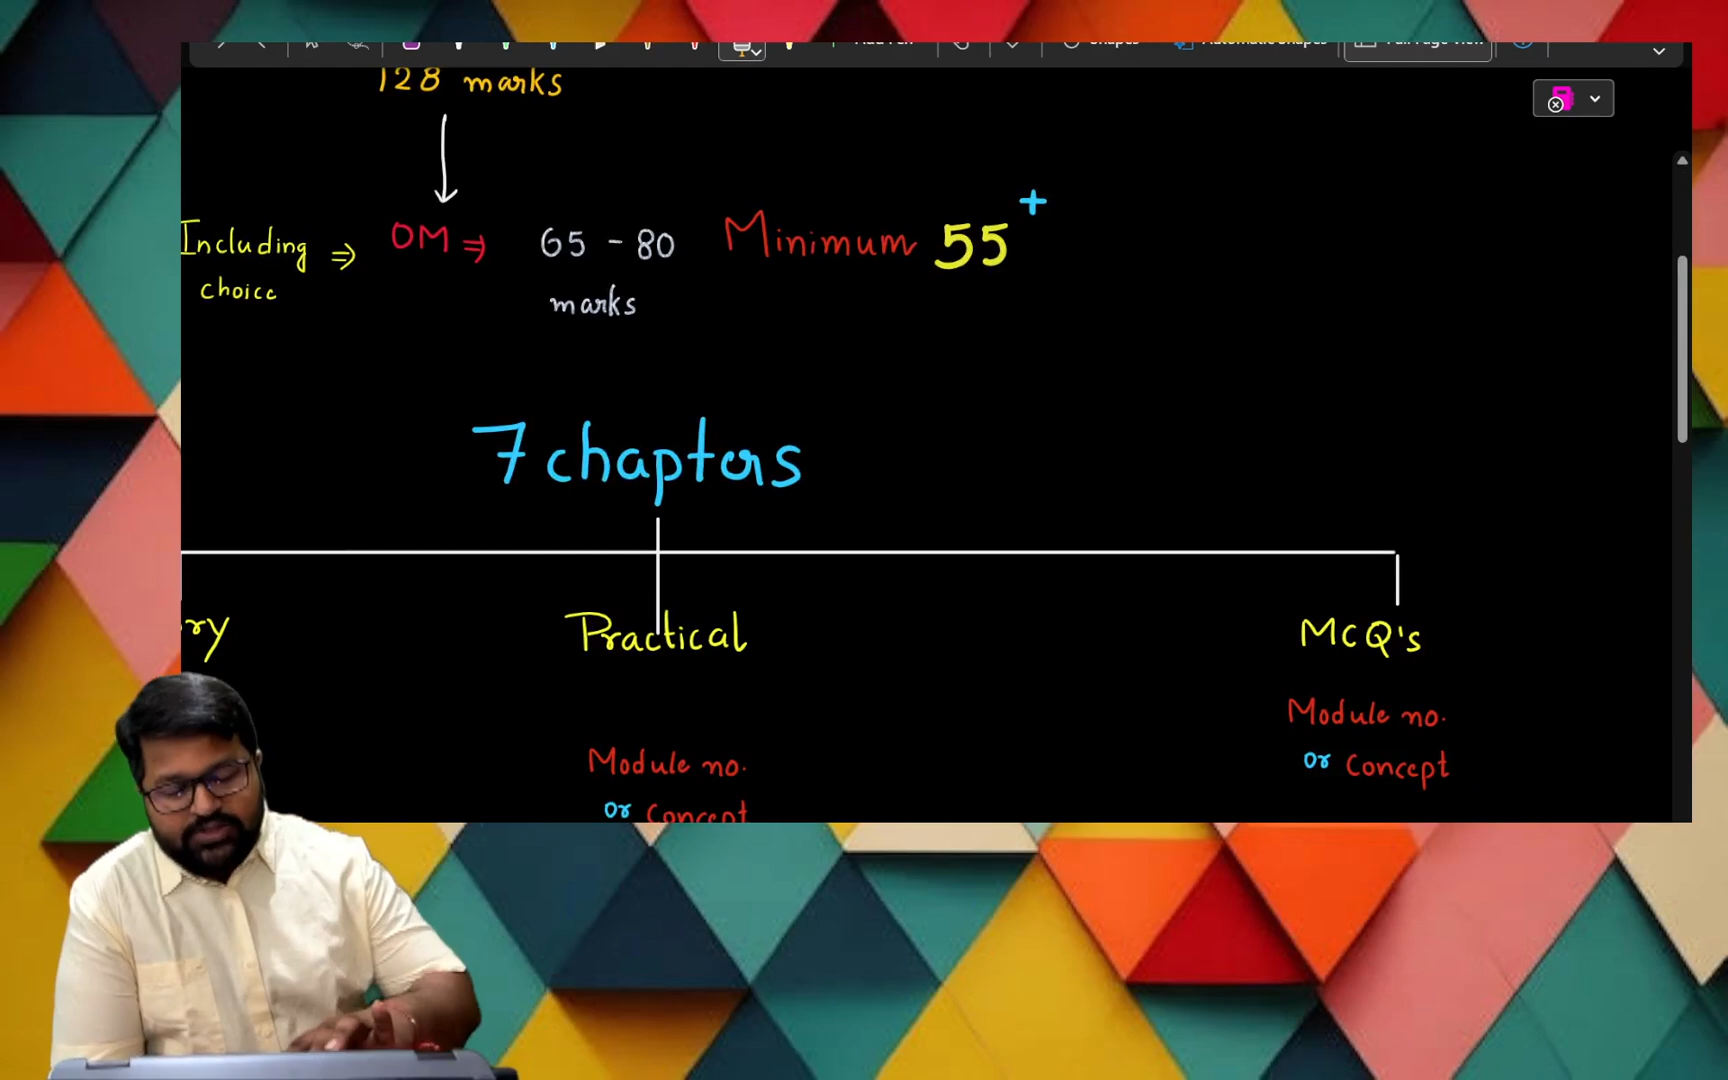 128 marks
Including ⇒ OM ⇒ 65 - 80 Minimum 55 +
choice
marks
7 chapters
ry Practical MCQ's
Module no.
or Concept
Module no.
or Concept